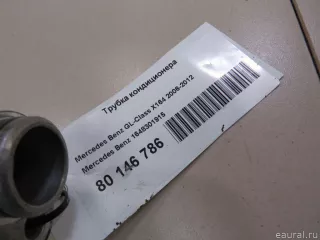 Трубка кондиционера
Mercedes Benz GL-Class X164 2006-2012
Mercedes Benz 1648301915
80 146 786
eaural.ru